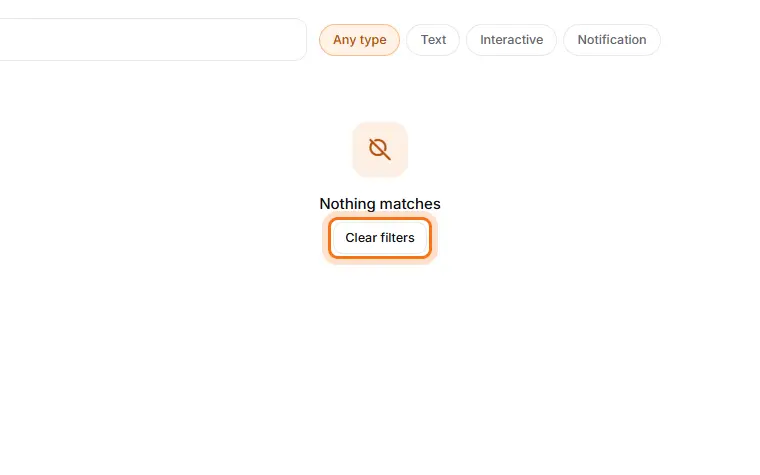 Any type Text Interactive Notification
Nothing matches
Clear filters